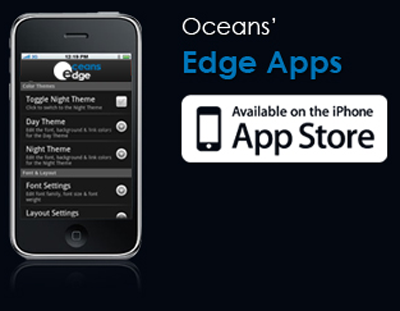 Oceans’
Edge Apps
Available on the iPhone
App Store
12:19 PM
oceans
edge
Color Themes
Toggle Night Theme
Click to switch to the Night Theme
Day Theme
Edit the font, background & link colors
for the Day Theme
Night Theme
Edit the font, background & link colors
for the Night Theme
Font & Layout
Font Settings
Edit font family, font size & font
weight
Layout Settings